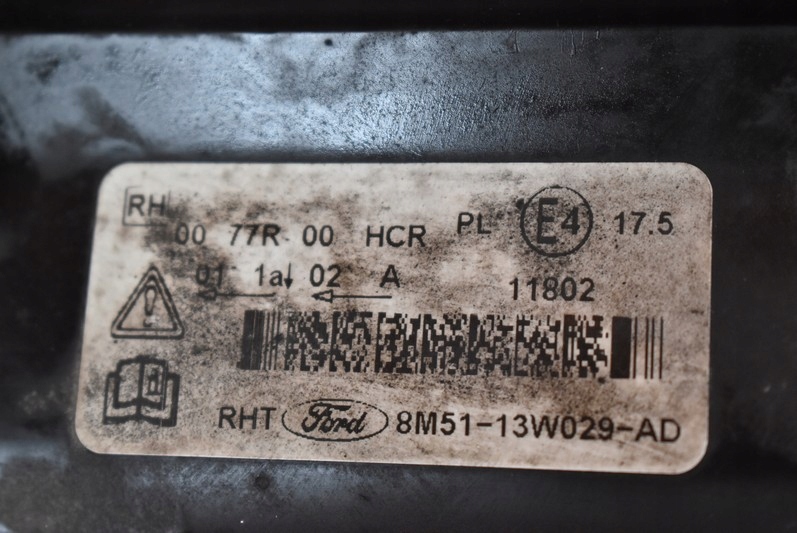 RH
00 77R 00 HCR PL E4 17.5
01 1a↓ 02 A 11802
RHT Ford 8M51-13W029-AD